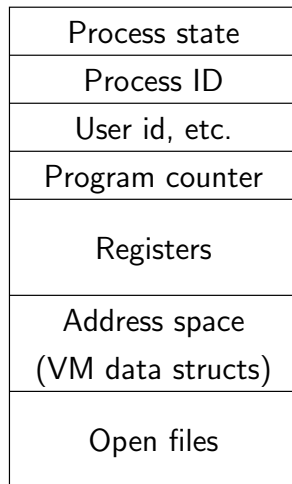 Process state
Process ID
User id, etc.
Program counter
Registers
Address space
(VM data structs)
Open files